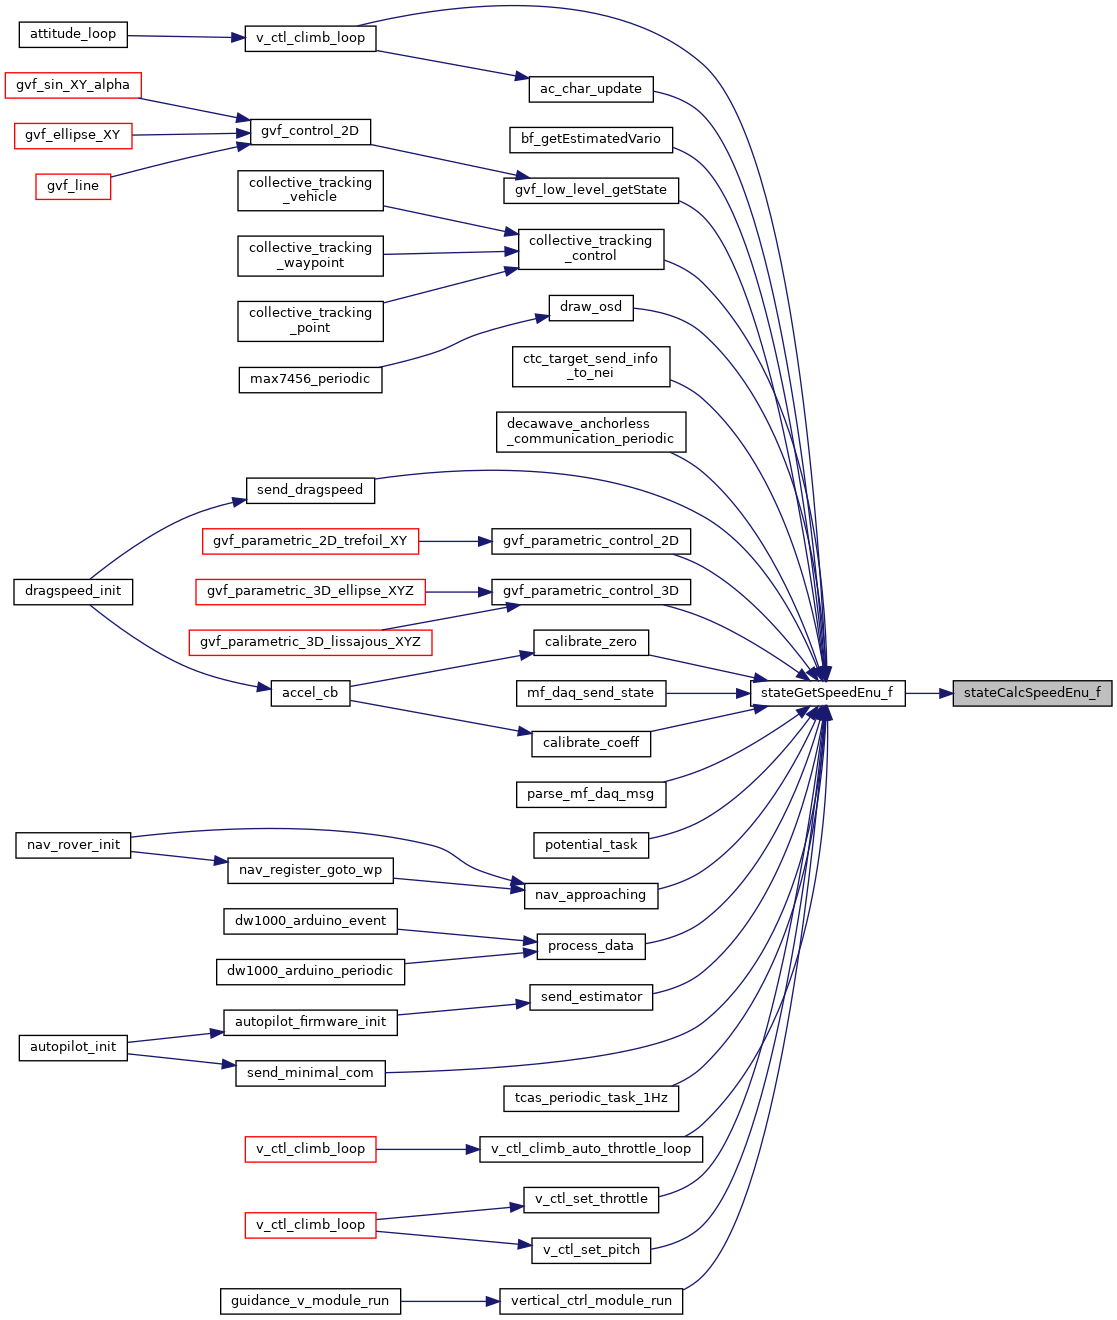 attitude_loop
v_ctl_climb_loop
gvf_sin_XY_alpha
ac_char_update
gvf_ellipse_XY
gvf_control_2D
bf_getEstimatedVario
gvf_line
collective_tracking
_vehicle
gvf_low_level_getState
collective_tracking
_waypoint
collective_tracking
_control
collective_tracking
_point
draw_osd
max7456_periodic
ctc_target_send_info
_to_nei
decawave_anchorless
_communication_periodic
send_dragspeed
gvf_parametric_2D_trefoil_XY
gvf_parametric_control_2D
dragspeed_init
gvf_parametric_3D_ellipse_XYZ
gvf_parametric_control_3D
gvf_parametric_3D_lissajous_XYZ
calibrate_zero
accel_cb
mf_daq_send_state
stateGetSpeedEnu_f
stateCalcSpeedEnu_f
calibrate_coeff
parse_mf_daq_msg
nav_rover_init
potential_task
nav_register_goto_wp
nav_approaching
dw1000_arduino_event
process_data
dw1000_arduino_periodic
send_estimator
autopilot_firmware_init
autopilot_init
send_minimal_com
tcas_periodic_task_1Hz
v_ctl_climb_loop
v_ctl_climb_auto_throttle_loop
v_ctl_set_throttle
v_ctl_climb_loop
v_ctl_set_pitch
guidance_v_module_run
vertical_ctrl_module_run